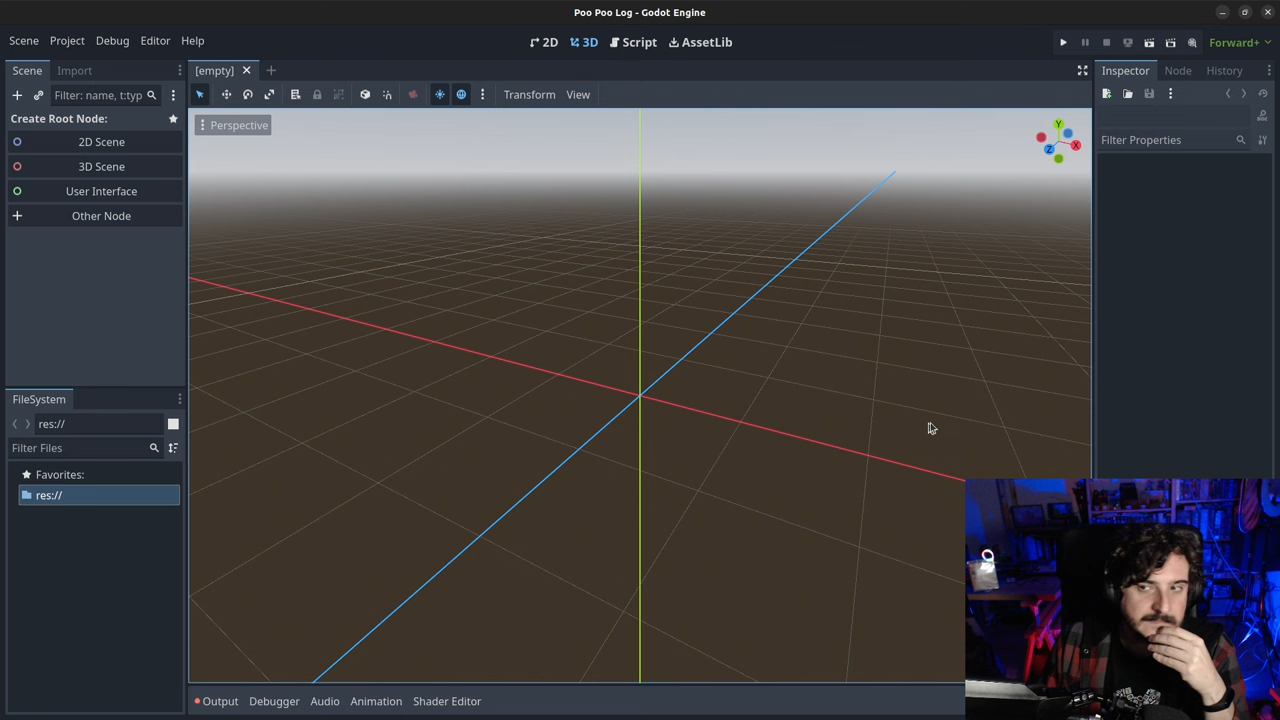 Poo Poo Log - Godot Engine
Scene Project Debug Editor Help
2D 3D Script AssetLib
Forward+
Scene Import
[empty]
Inspector Node History
Filter: name, t:typ
Transform View
Create Root Node:
Perspective
Y
X
Z
Filter Properties
2D Scene
3D Scene
User Interface
Other Node
FileSystem
res://
Filter Files
Favorites:
res://
Output Debugger Audio Animation Shader Editor